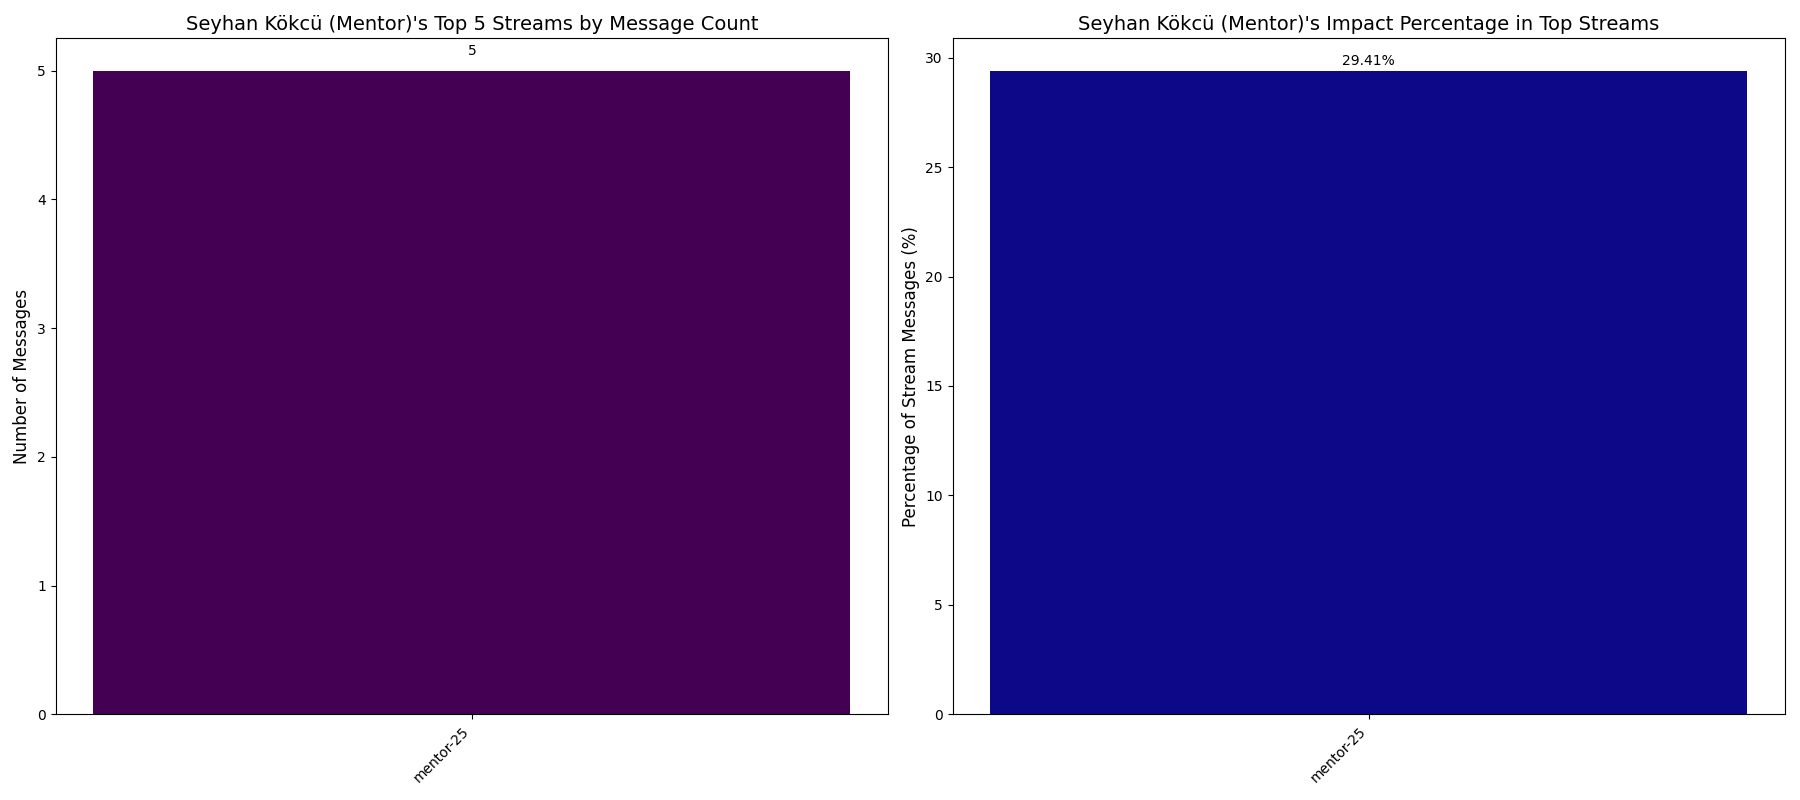 Seyhan Kökcü (Mentor)'s Top 5 Streams by Message Count
5
5
4
3
2
1
0
Number of Messages
mentor-25
Seyhan Kökcü (Mentor)'s Impact Percentage in Top Streams
29.41%
30
25
20
15
10
5
0
Percentage of Stream Messages (%)
mentor-25